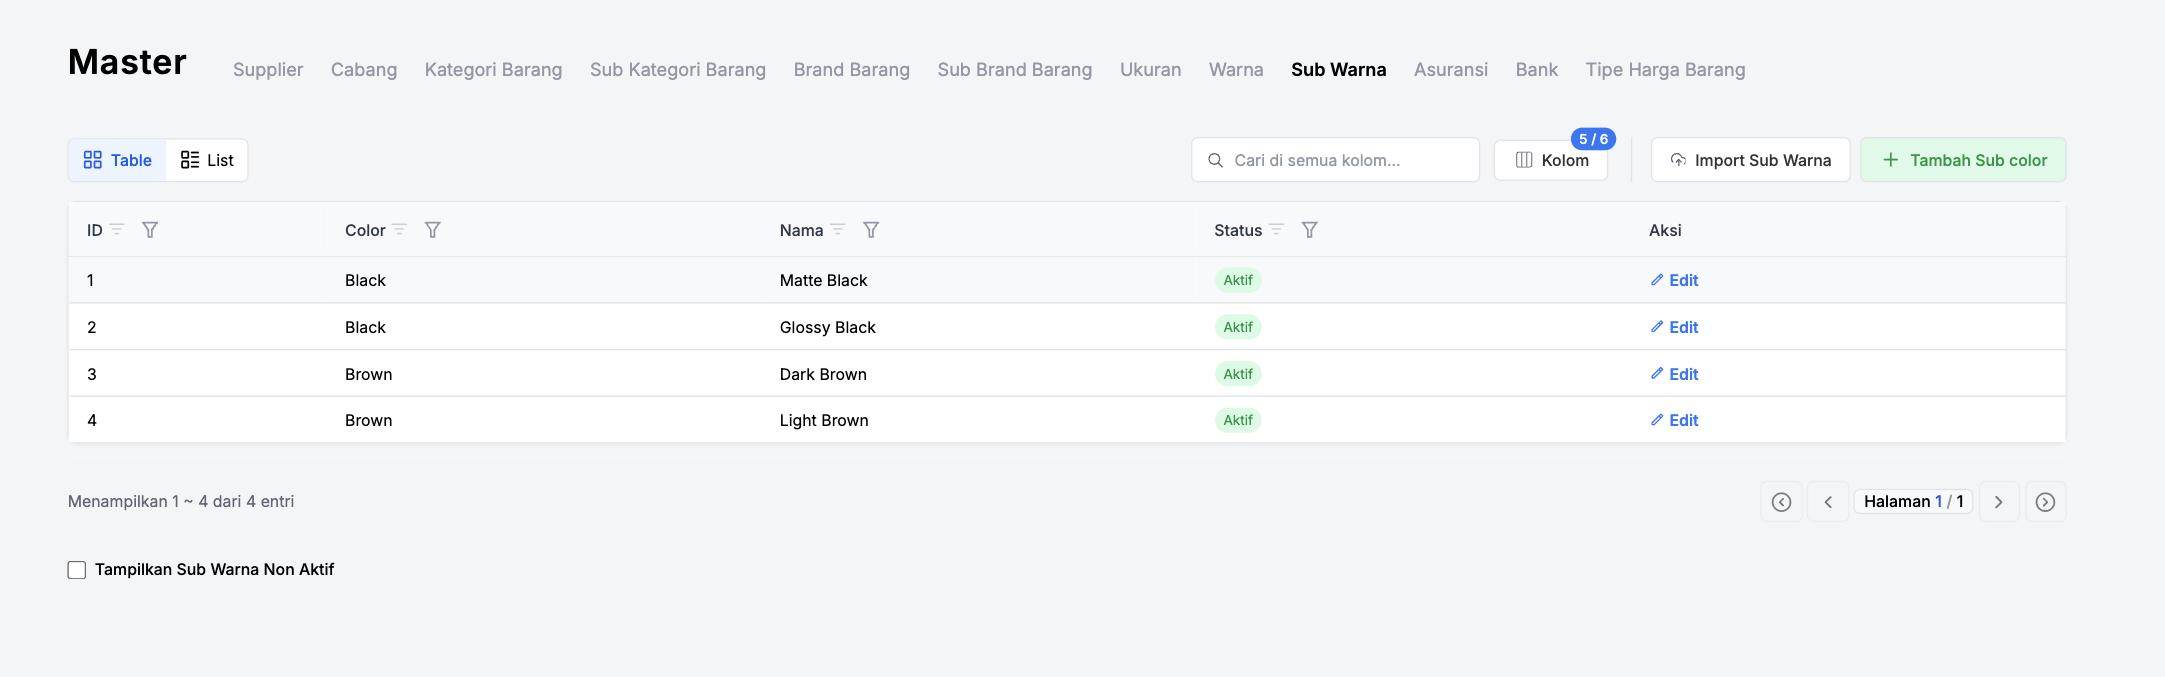 Master
Supplier Cabang Kategori Barang Sub Kategori Barang Brand Barang Sub Brand Barang Ukuran Warna Sub Warna Asuransi Bank Tipe Harga Barang
5 / 6
Table List Cari di semua kolom... Kolom Import Sub Warna Tambah Sub color
ID Color Nama Status Aksi
1 Black Matte Black Aktif Edit
2 Black Glossy Black Aktif Edit
3 Brown Dark Brown Aktif Edit
4 Brown Light Brown Aktif Edit
Menampilkan 1 ~ 4 dari 4 entri Halaman 1 / 1
Tampilkan Sub Warna Non Aktif